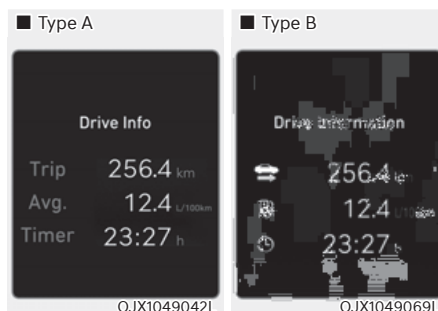 ■ Type A
Drive Info
Trip 256.4 km
Avg. 12.4 L/100km
Timer 23:27 h
OJX1049042L
■ Type B
Drive
256.4
12.4
23:27
OJX1049069L